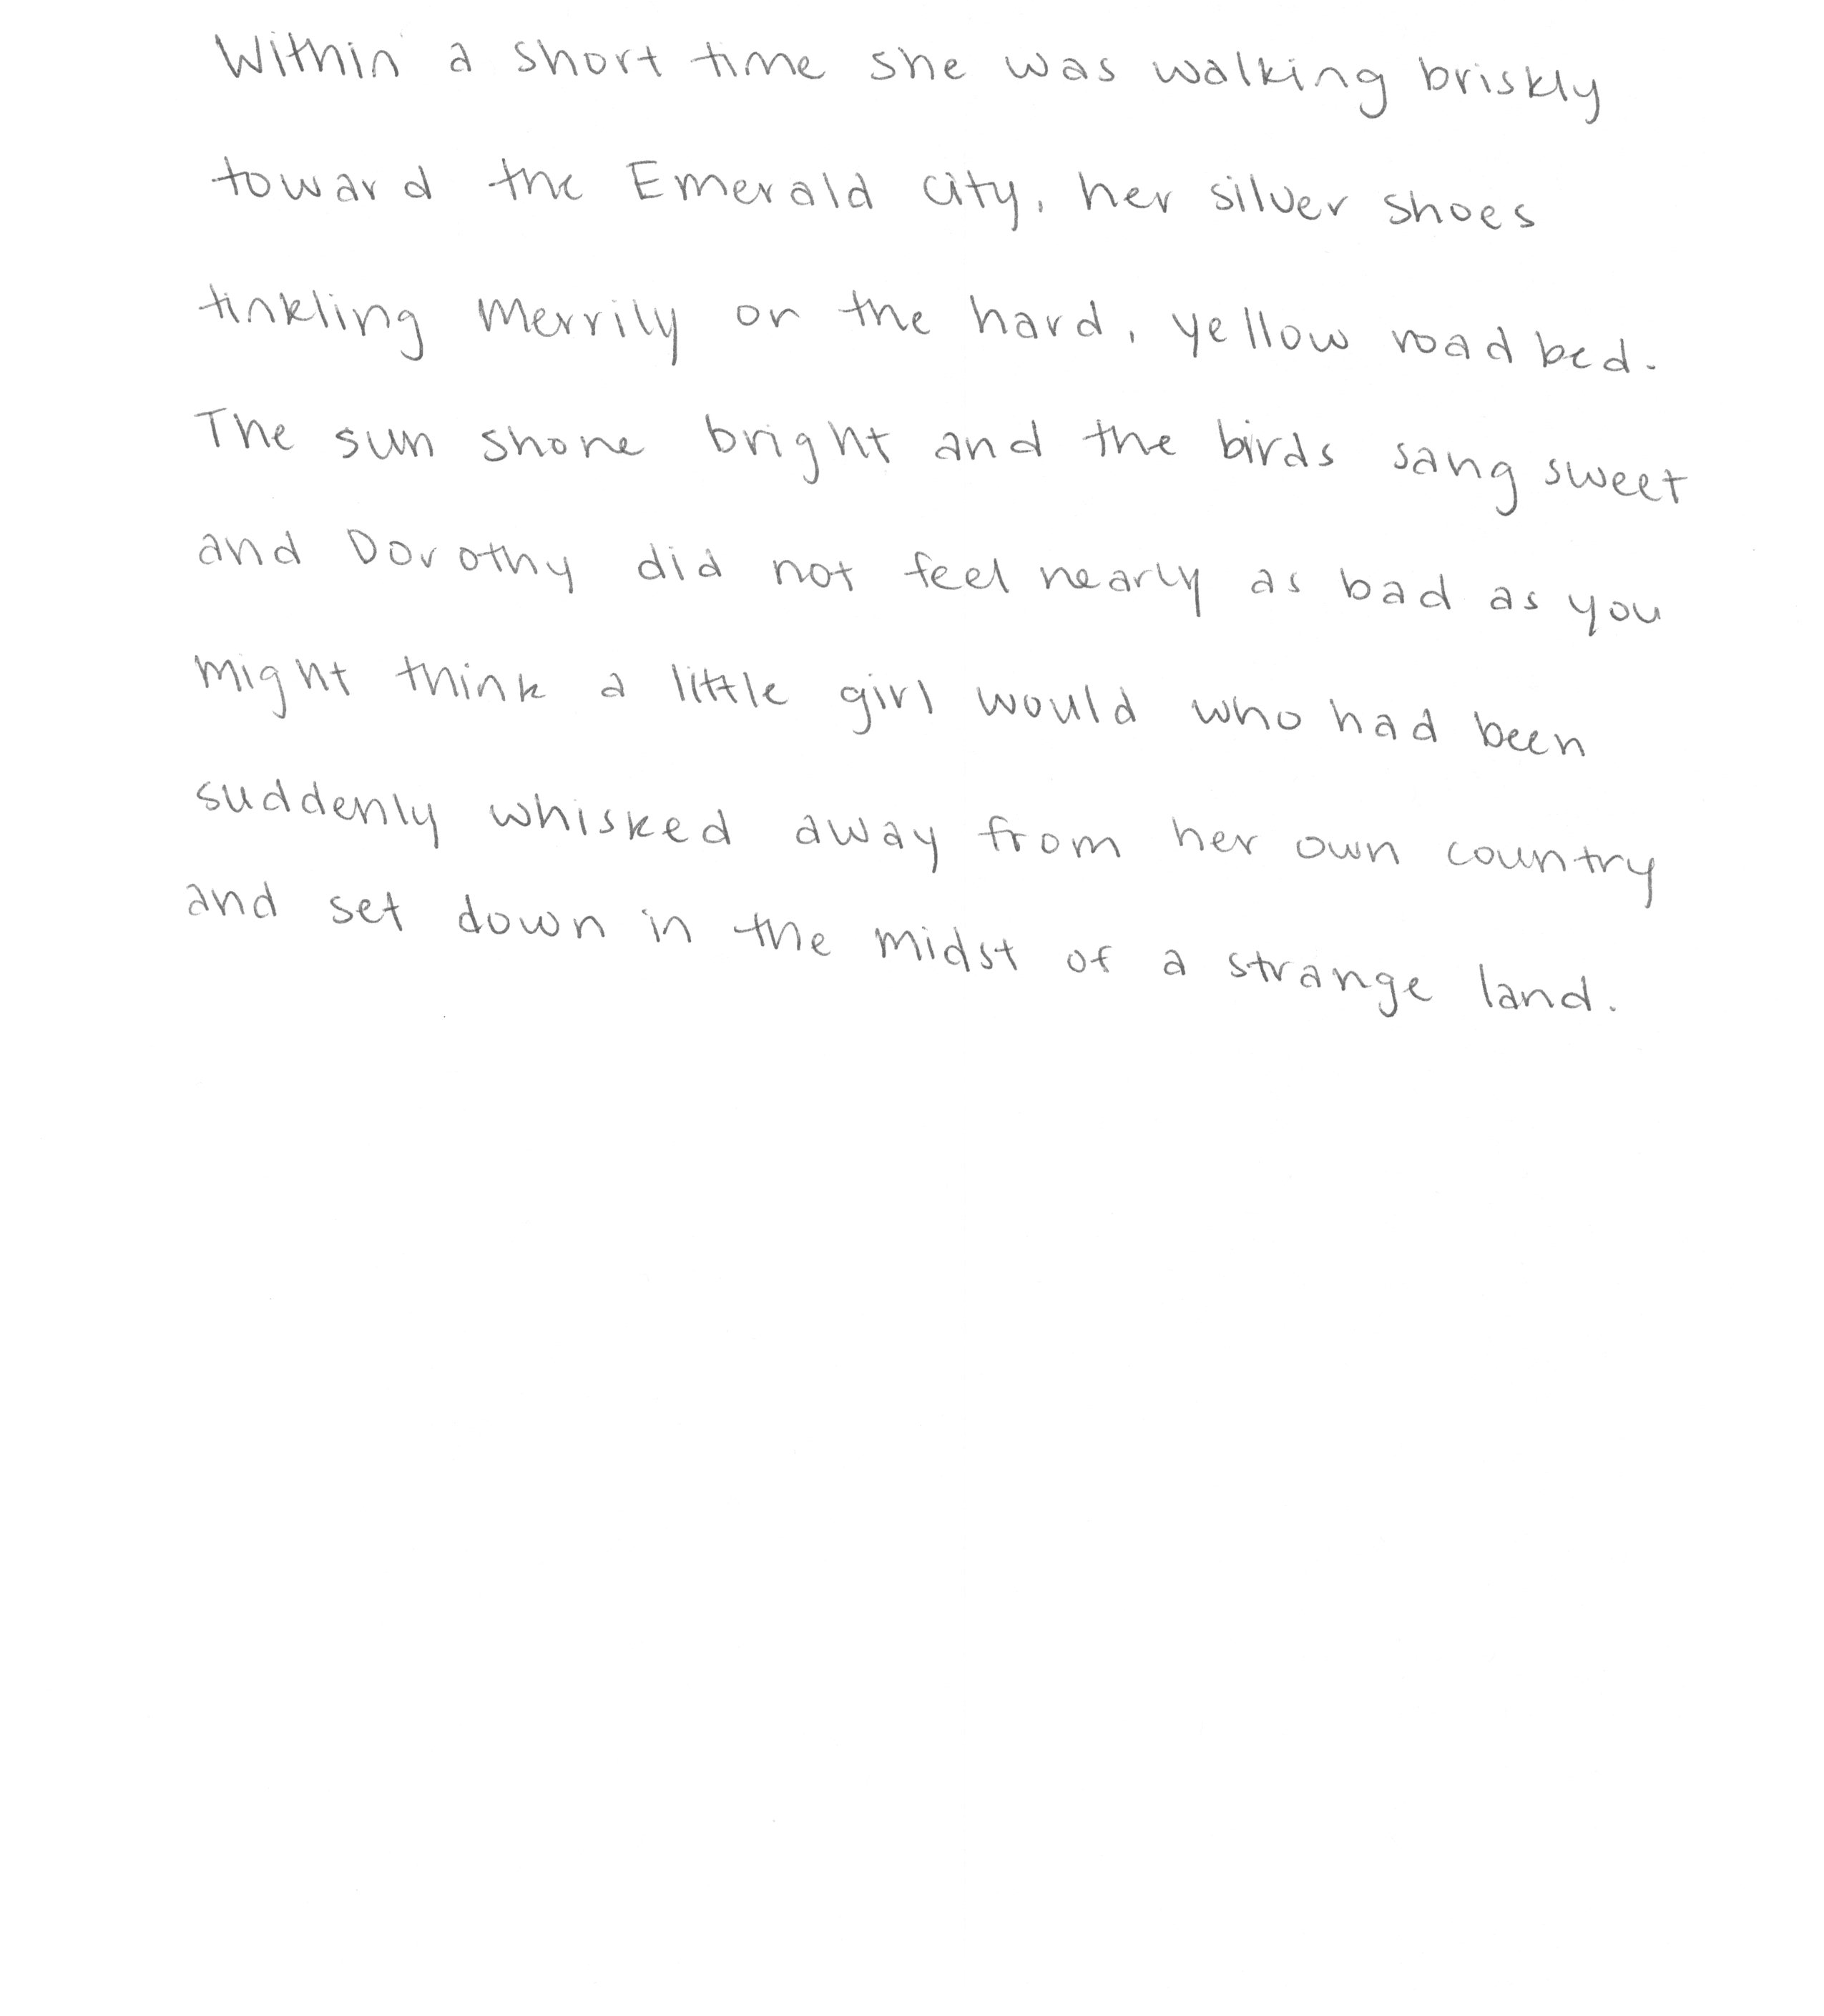 Within a short time she was walking briskly
toward the Emerald City, her silver shoes
tinkling merrily on the hard, yellow roadbed.
The sun shone bright and the birds sang sweet
and Dorothy did not feel nearly as bad as you
might think a little girl would who had been
suddenly whisked away from her own country
and set down in the midst of a strange land.